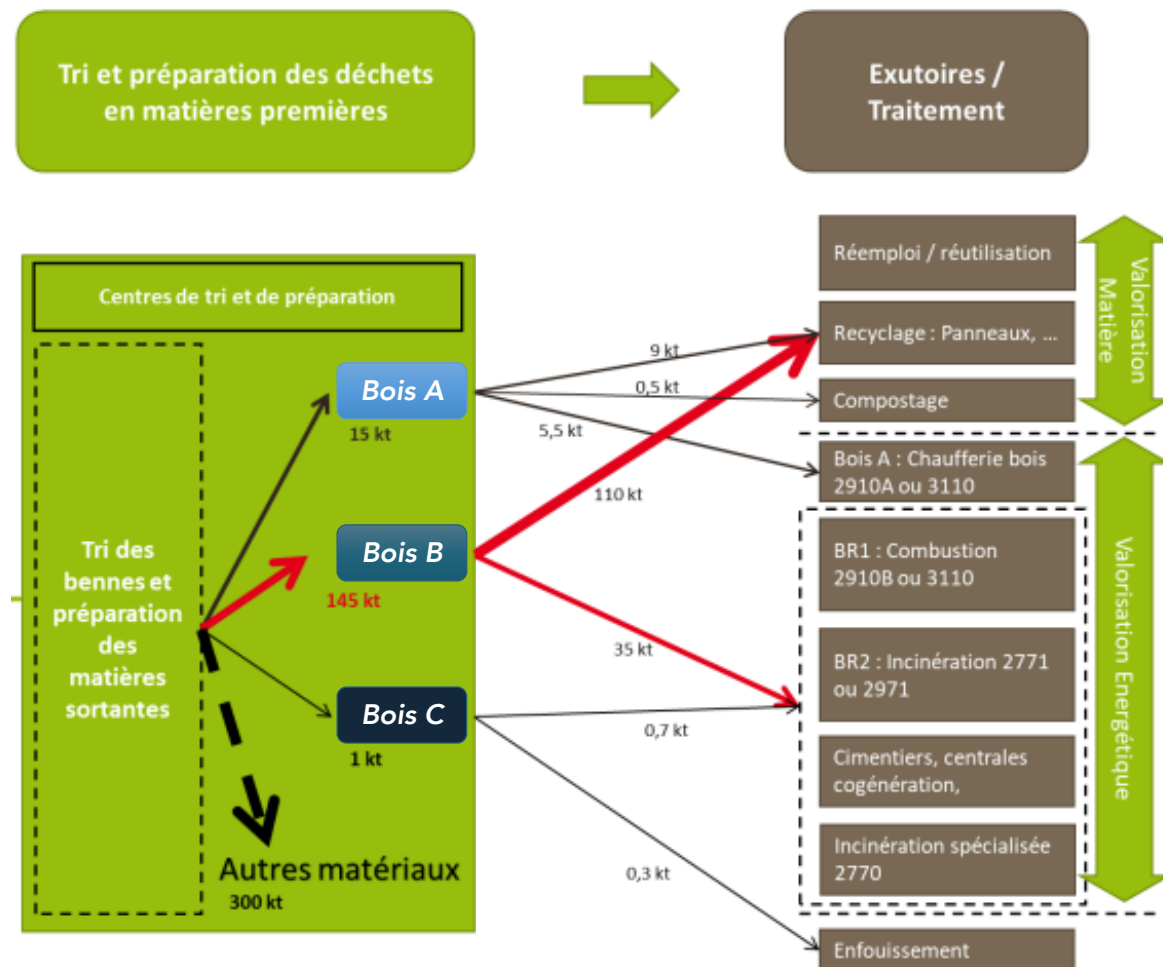 Tri et préparation des déchets
en matières premières
Exutoires /
Traitement
Centres de tri et de préparation
Tri des
bennes et
préparation
des
matières
sortantes
Bois A
15 kt
Bois B
145 kt
Bois C
1 kt
Autres matériaux
300 kt
9 kt
0,5 kt
5,5 kt
110 kt
35 kt
0,7 kt
0,3 kt
Réemploi / réutilisation
Recyclage : Panneaux, ...
Compostage
Bois A : Chaufferie bois
2910A ou 3110
BR1 : Combustion
2910B ou 3110
BR2 : Incinération 2771
ou 2971
Cimentiers, centrales
cogénération,
Incinération spécialisée
2770
Enfouissement
Valorisation
Matière
Valorisation Energétique